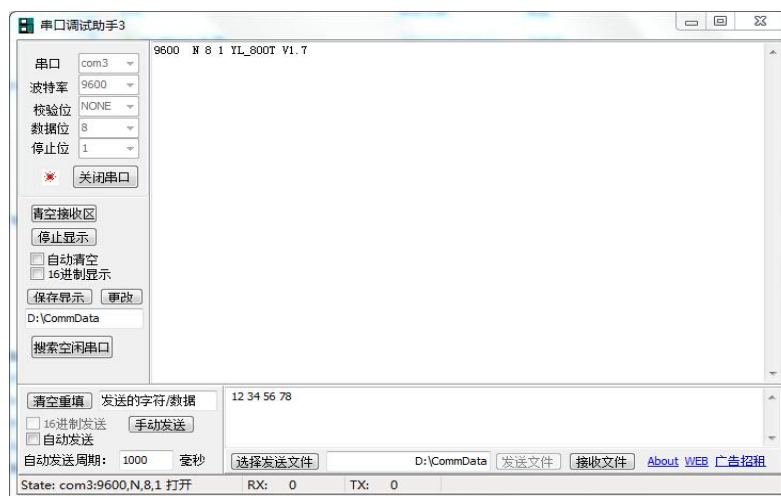 串口调试助手3
9600 N 8 1 YL_800T V1.7
串口 com3
波特率 9600
校验位 NONE
数据位 8
停止位 1
关闭串口
清空接收区
停止显示
自动清空
16进制显示
保存显示 更改
D:\CommData
搜索空闲串口
清空重填 发送的字符/数据
12 34 56 78
16进制发送 手动发送
自动发送
自动发送周期: 1000 毫秒
选择发送文件 D:\CommData 发送文件 接收文件 About WEB 广告招租
State: com3:9600,N,8,1 打开 RX: 0 TX: 0